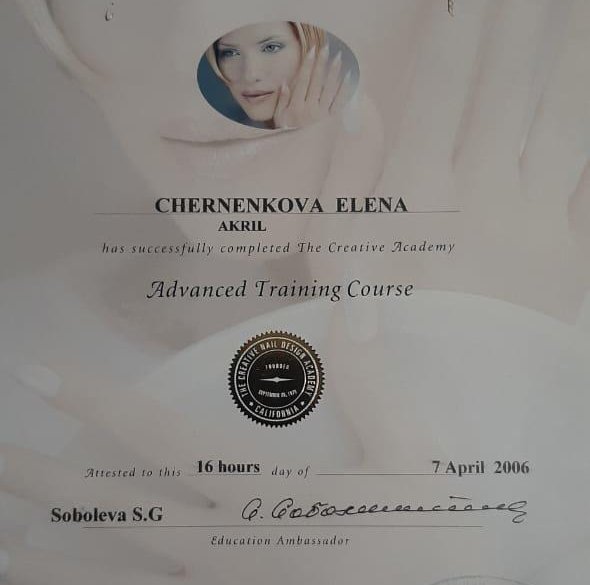 CHERNENKOVA ELENA
AKRIL
has successfully completed The Creative Academy
Advanced Training Course
THE CREATIVE NAIL DESIGN ACADEMY
CALIFORNIA
Attested to this 16 hours day of 7 April 2006
Soboleva S.G
Education Ambassador